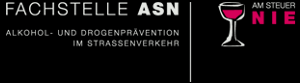 FACHSTELLE ASN
ALKOHOL- UND DROGENPRÄVENTION
IM STRASSENVERKEHR
AM STEUER
NIE